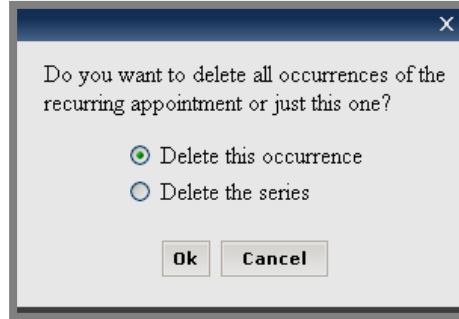 X
Do you want to delete all occurrences of the
recurring appointment or just this one?
Delete this occurrence
Delete the series
Ok Cancel